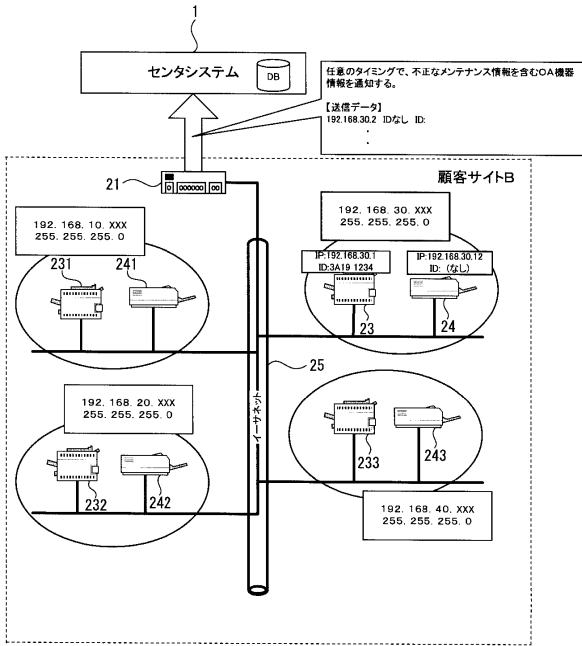 1
センタシステム
DB
任意のタイミングで、不正なメンテナンス情報を含むOA機器
情報を通知する。
【送信データ】
192.168.30.2 IDなし ID:
・
・
21
0 000000 00
顧客サイトB
192. 168. 10. XXX
255. 255. 255. 0
231
241
192. 168. 30. XXX
255. 255. 255. 0
IP:192.168.30.1
ID:3A19 1234
IP:192.168.30.12
ID: (なし)
23
24
25
192. 168. 20. XXX
255. 255. 255. 0
イーサネット
232
242
233
243
192. 168. 40. XXX
255. 255. 255. 0